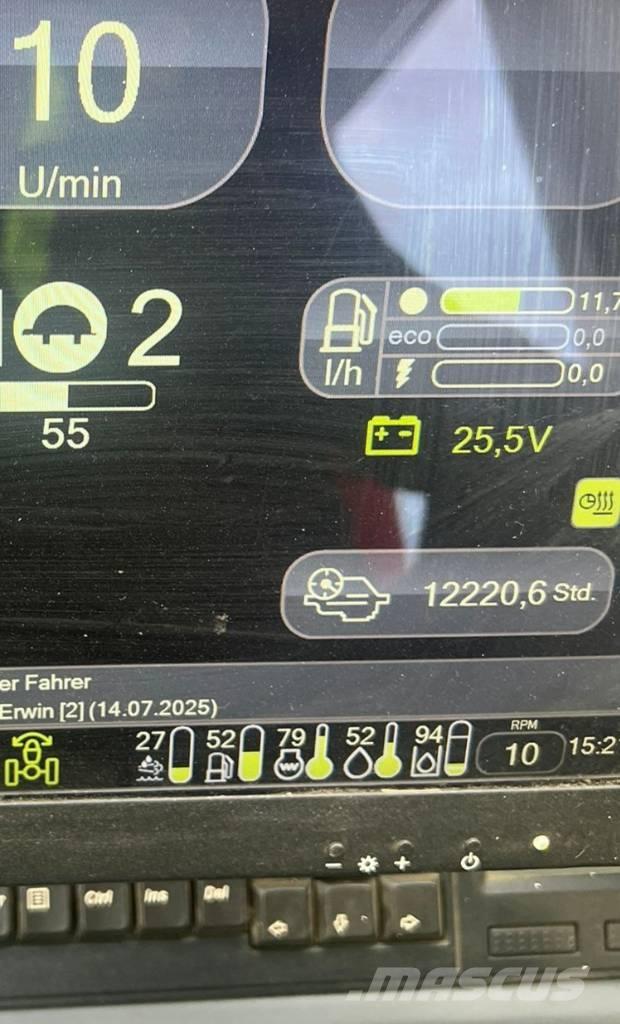 10
U/min
2
55
11,7
eco 0,0
l/h 0,0
25,5V
12220,6 Std.
er Fahrer
Erwin [2] (14.07.2025)
27 52 79 52 94
RPM
10
15:2
Ctrl Ins Del
MASCUS